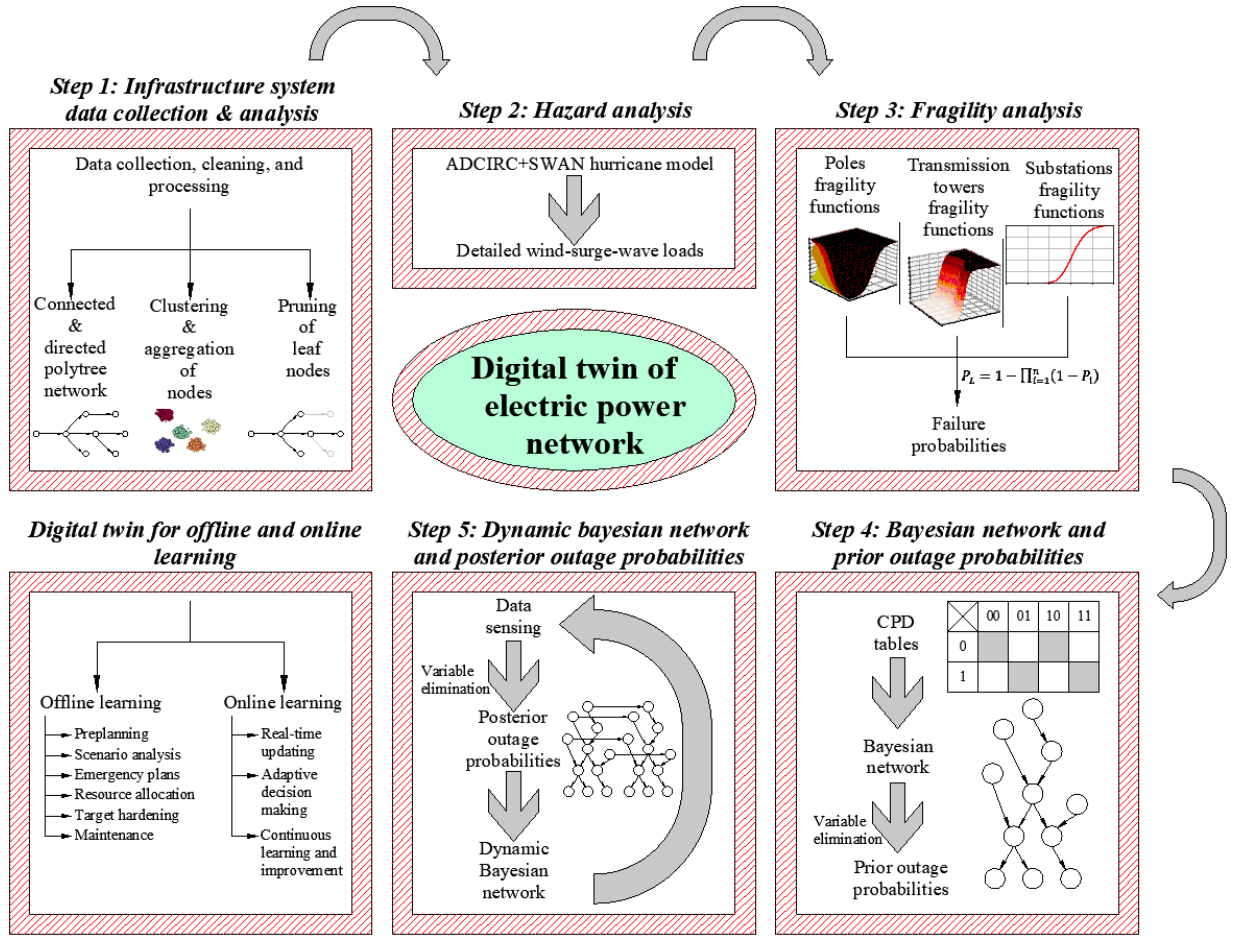 Step 1: Infrastructure system
data collection & analysis
Data collection, cleaning, and
processing
Connected
&
directed
polytree
network
Clustering
&
aggregation
of
nodes
Pruning
of
leaf
nodes
Step 2: Hazard analysis
ADCIRC+SWAN hurricane model
Detailed wind-surge-wave loads
Digital twin of
electric power
network
Step 3: Fragility analysis
Poles
fragility
functions
Transmission
towers
fragility
functions
Substations
fragility
functions
P_L = 1 − ∏ⁿᵢ₌₁(1 − Pᵢ)
Failure
probabilities
Step 4: Bayesian network and
prior outage probabilities
CPD
tables
00 01 10 11
0
1
Bayesian
network
Variable
elimination
Prior outage
probabilities
Step 5: Dynamic bayesian network
and posterior outage probabilities
Data
sensing
Variable
elimination
Posterior
outage
probabilities
Dynamic
Bayesian
network
Digital twin for offline and online
learning
Offline learning
Preplanning
Scenario analysis
Emergency plans
Resource allocation
Target hardening
Maintenance
Online learning
Real-time
updating
Adaptive
decision
making
Continuous
learning and
improvement